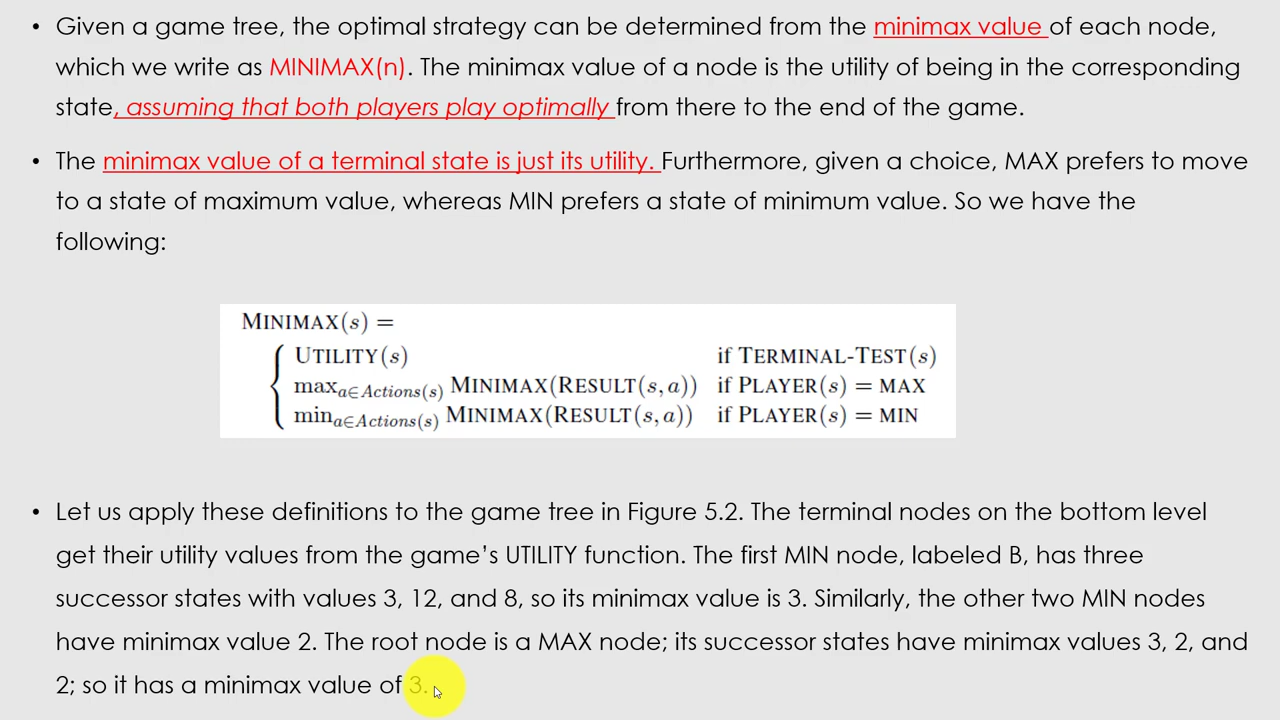 • Given a game tree, the optimal strategy can be determined from the minimax value of each node,
which we write as MINIMAX(n). The minimax value of a node is the utility of being in the corresponding
state, assuming that both players play optimally from there to the end of the game.
• The minimax value of a terminal state is just its utility. Furthermore, given a choice, MAX prefers to move
to a state of maximum value, whereas MIN prefers a state of minimum value. So we have the
following:
MINIMAX(s) =
UTILITY(s) if TERMINAL-TEST(s)
max a∈Actions(s) MINIMAX(RESULT(s, a)) if PLAYER(s) = MAX
min a∈Actions(s) MINIMAX(RESULT(s, a)) if PLAYER(s) = MIN
• Let us apply these definitions to the game tree in Figure 5.2. The terminal nodes on the bottom level
get their utility values from the game’s UTILITY function. The first MIN node, labeled B, has three
successor states with values 3, 12, and 8, so its minimax value is 3. Similarly, the other two MIN nodes
have minimax value 2. The root node is a MAX node; its successor states have minimax values 3, 2, and
2; so it has a minimax value of 3.